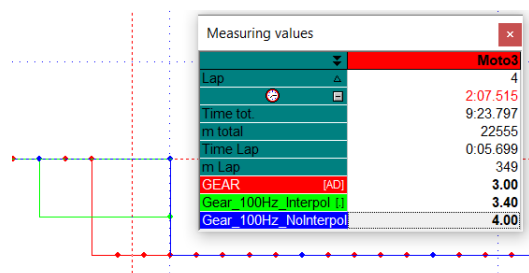 Measuring values
Moto3
Lap 4
2:07.515
Time tot. 9:23.797
m total 22555
Time Lap 0:05.699
m Lap 349
GEAR [AD] 3.00
Gear_100Hz_Interpol [] 3.40
Gear_100Hz_NoInterpol 4.00